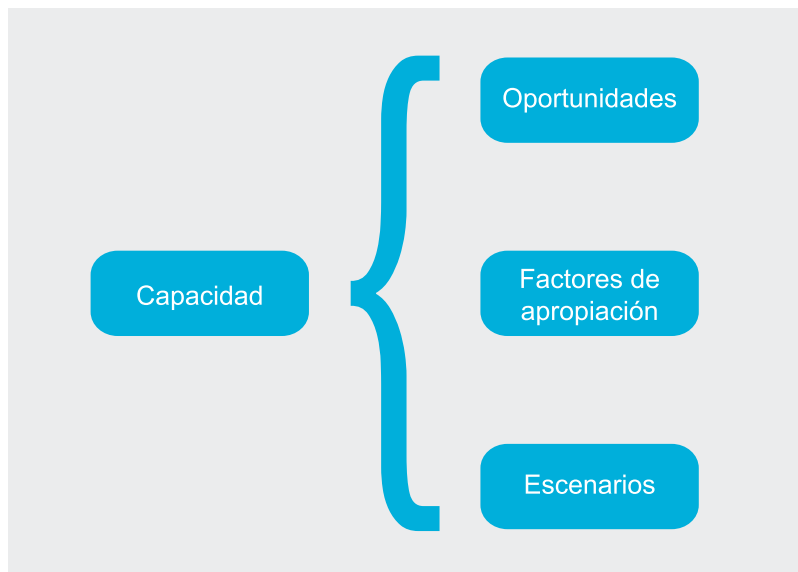 Oportunidades
Capacidad
Factores de
apropiación
Escenarios